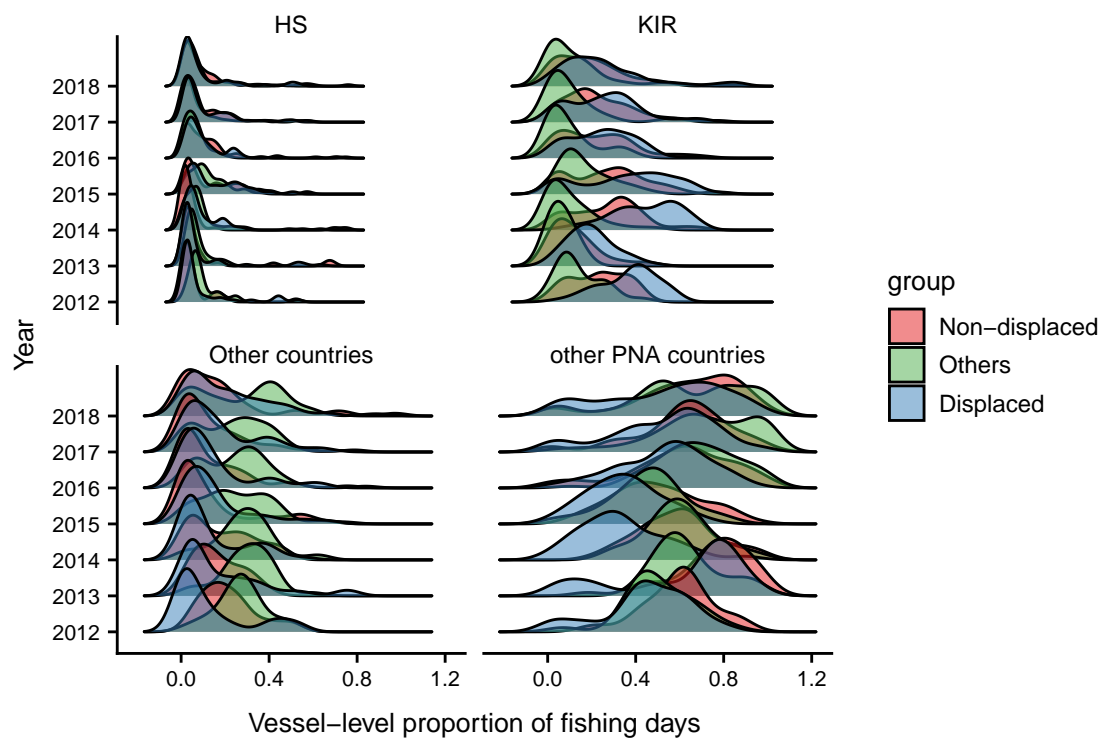 HS
KIR
2018
2017
2016
2015
2014
2013
2012
Year
Other countries
other PNA countries
2018
2017
2016
2015
2014
2013
2012
0.0 0.4 0.8 1.2
0.0 0.4 0.8 1.2
Vessel−level proportion of fishing days
group
Non−displaced
Others
Displaced